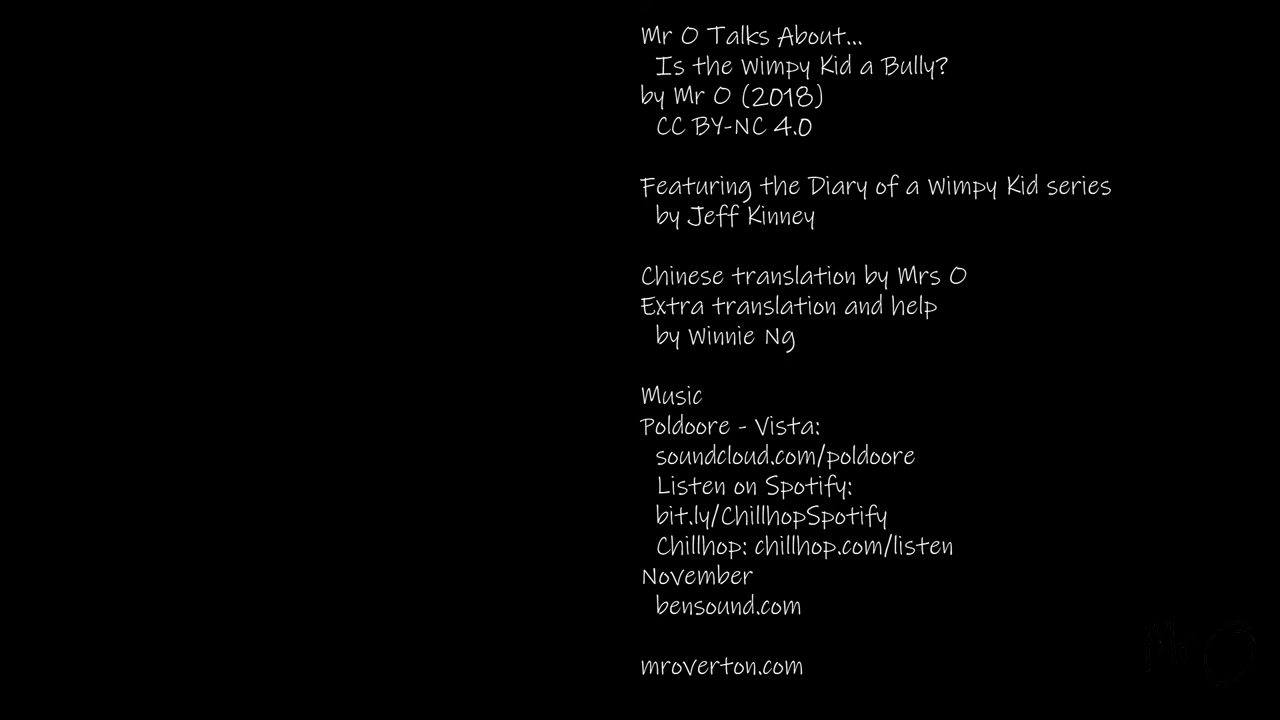 Mr O Talks About...
Is the Wimpy Kid a Bully?
by Mr O (2018)
CC BY-NC 4.0
Featuring the Diary of a Wimpy Kid series
by Jeff Kinney
Chinese translation by Mrs O
Extra translation and help
by Winnie Ng
Music
Poldoore - Vista:
soundcloud.com/poldoore
Listen on Spotify:
bit.ly/ChillhopSpotify
Chillhop: chillhop.com/listen
November
bensound.com
mroverton.com
Mr O